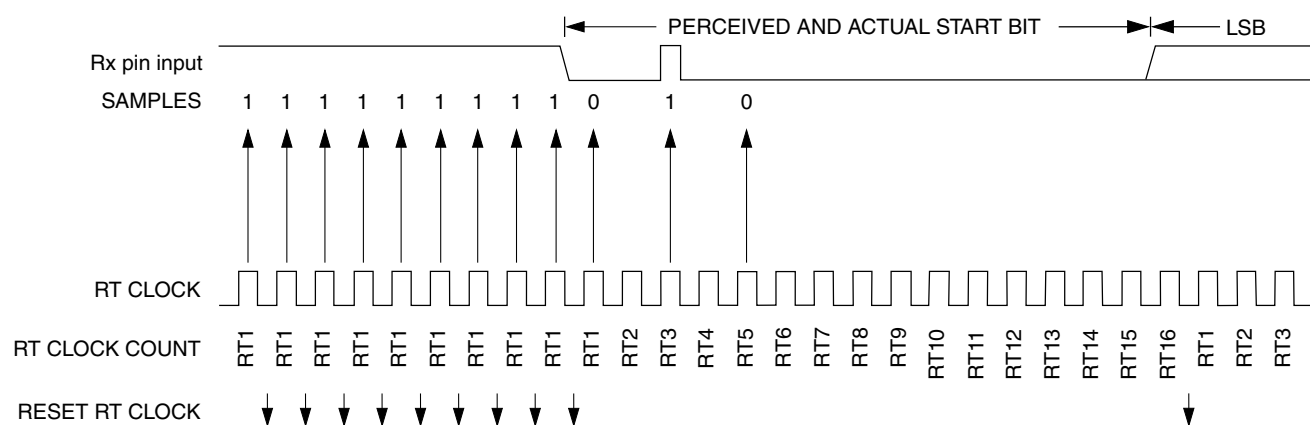 PERCEIVED AND ACTUAL START BIT LSB
Rx pin input
SAMPLES 1 1 1 1 1 1 1 1 1 0 1 0
RT CLOCK
RT CLOCK COUNT RT1 RT1 RT1 RT1 RT1 RT1 RT1 RT1 RT1 RT1 RT2 RT3 RT4 RT5 RT6 RT7 RT8 RT9 RT10 RT11 RT12 RT13 RT14 RT15 RT16 RT1 RT2 RT3
RESET RT CLOCK